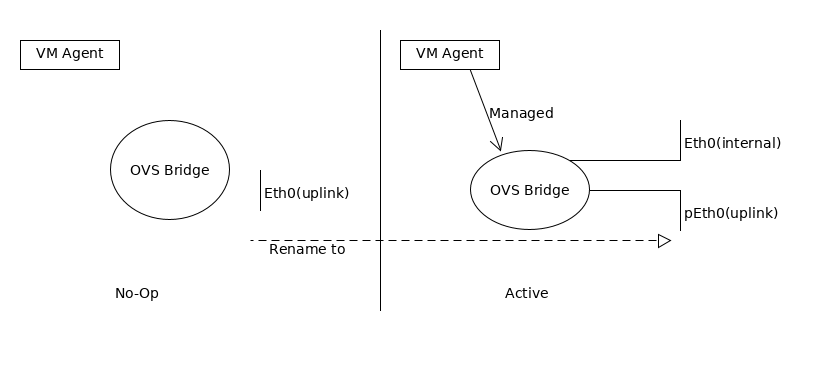 VM Agent
OVS Bridge
Eth0(uplink)
Rename to
No-Op
VM Agent
Managed
Eth0(internal)
OVS Bridge
pEth0(uplink)
Active